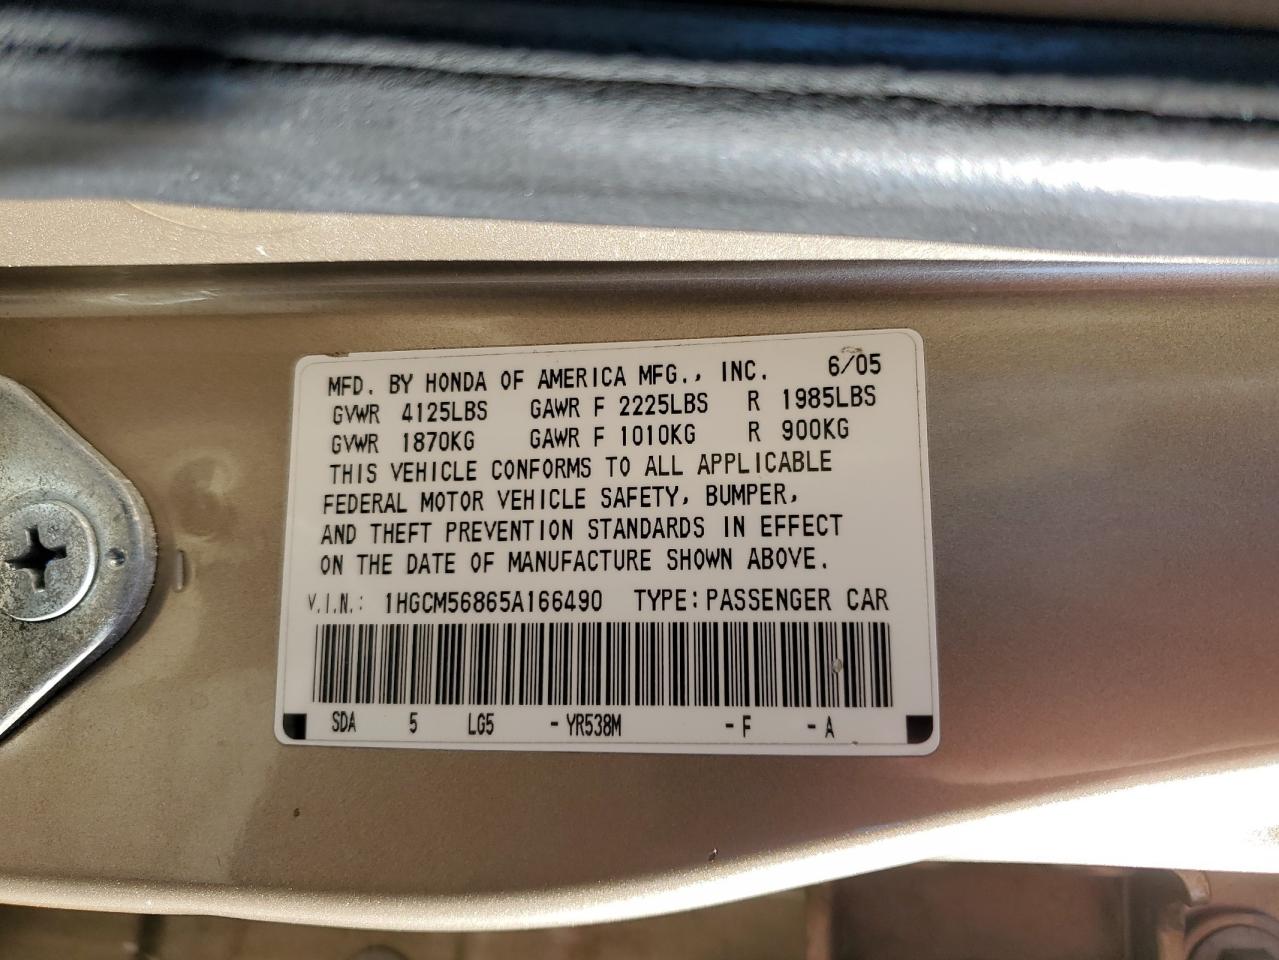 MFD. BY HONDA OF AMERICA MFG., INC. 6/05
GVWR 4125LBS GAWR F 2225LBS R 1985LBS
GVWR 1870KG GAWR F 1010KG R 900KG
THIS VEHICLE CONFORMS TO ALL APPLICABLE
FEDERAL MOTOR VEHICLE SAFETY, BUMPER,
AND THEFT PREVENTION STANDARDS IN EFFECT
ON THE DATE OF MANUFACTURE SHOWN ABOVE.
V.I.N.: 1HGCM56865A166490 TYPE: PASSENGER CAR
SDA 5 LG5 -YR538M -F -A